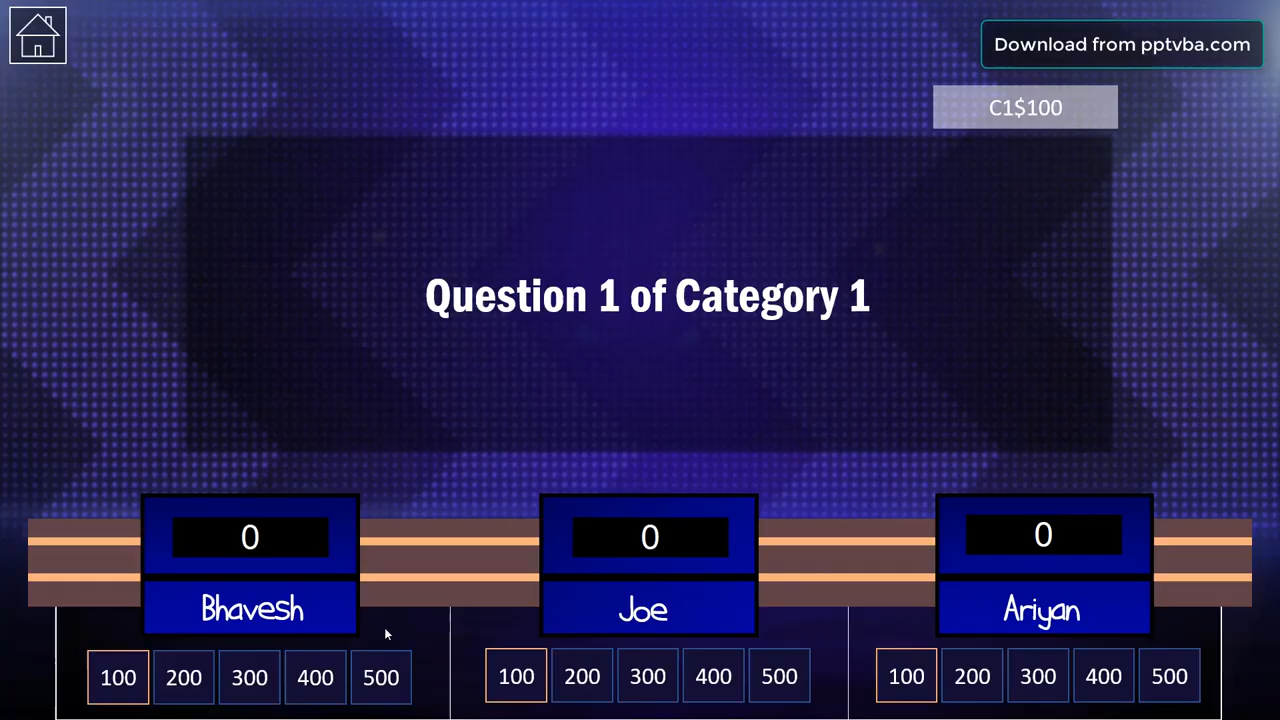 Download from pptvba.com
C1$100
Question 1 of Category 1
0
0
0
Bhavesh
Joe
Ariyan
100 200 300 400 500
100 200 300 400 500
100 200 300 400 500